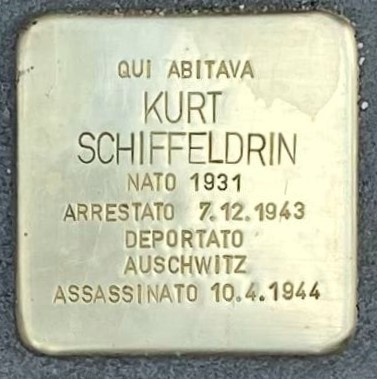 QUI ABITAVA
KURT
SCHIFFELDRIN
NATO 1931
ARRESTATO 7.12.1943
DEPORTATO
AUSCHWITZ
ASSASSINATO 10.4.1944